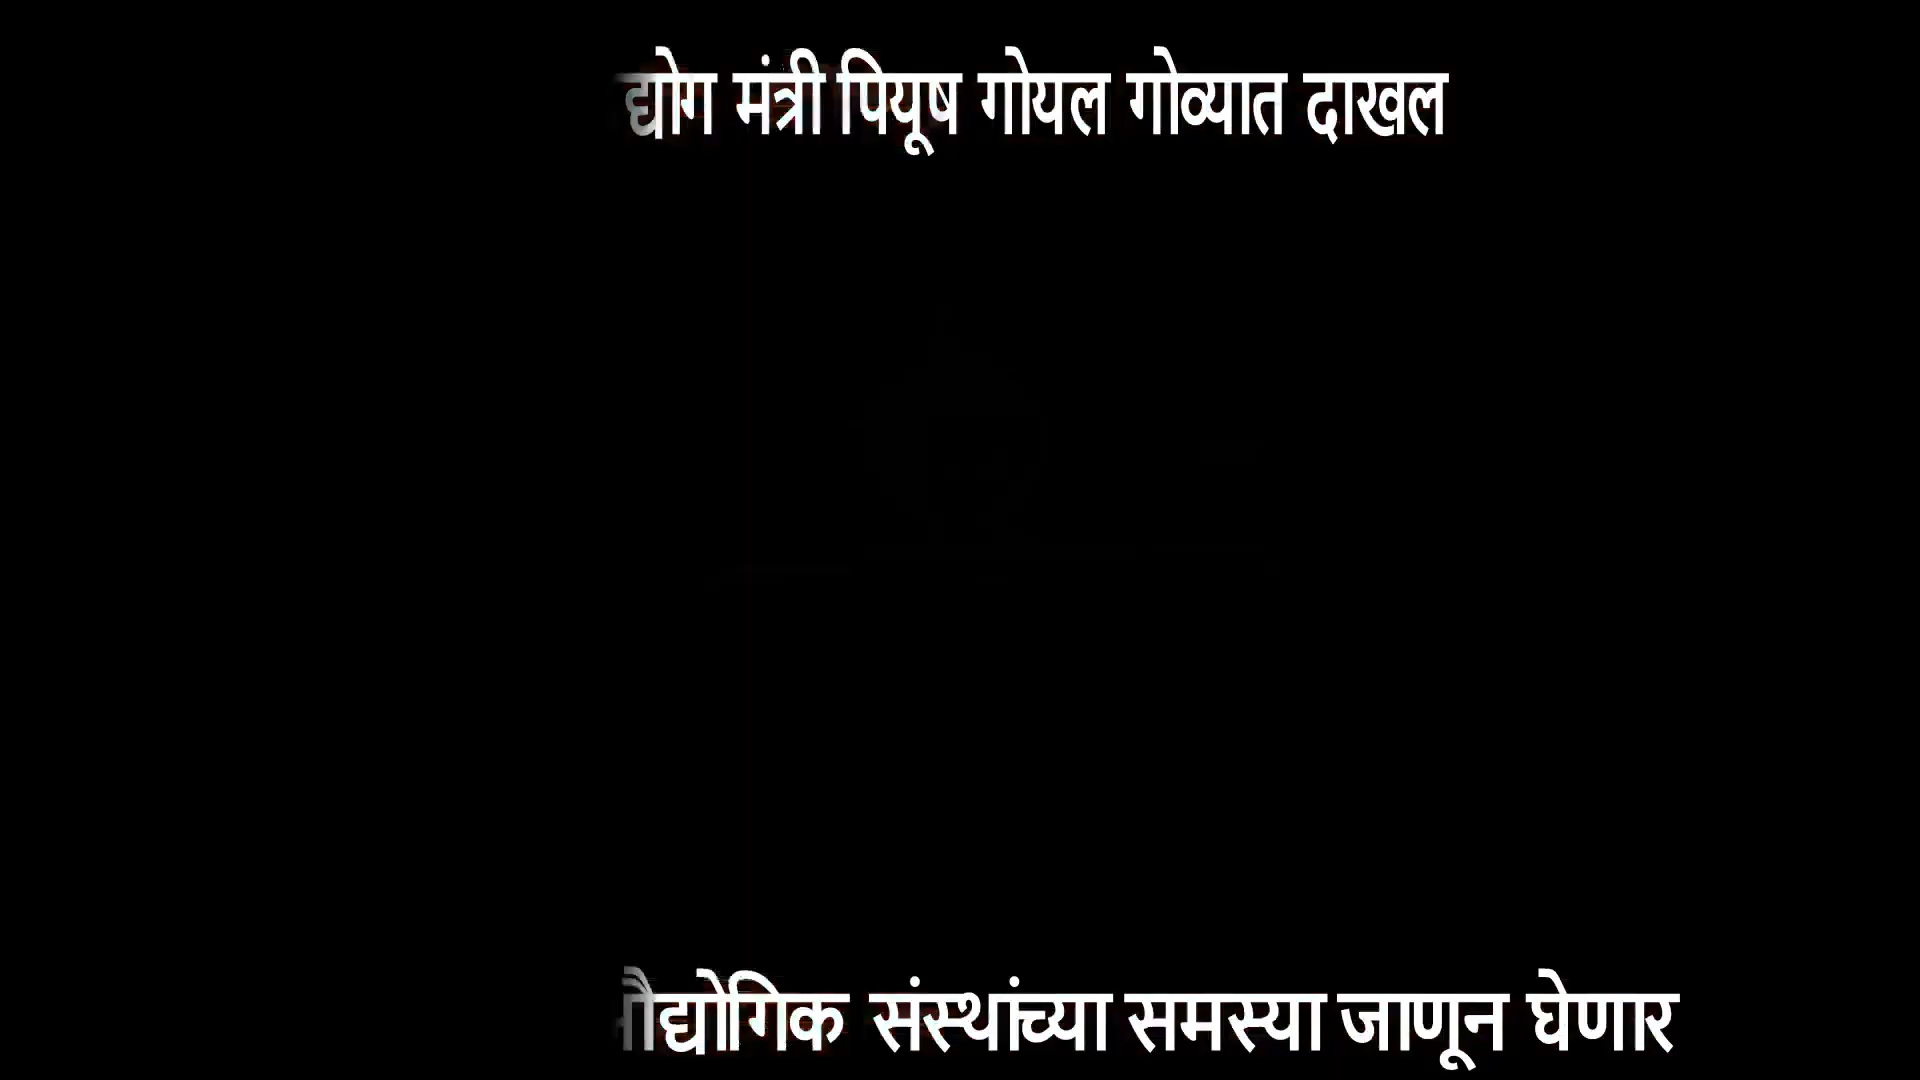 मंत्री पियूष गोयल गोव्यात दाखल
संस्थांच्या समस्या जाणून घेणार